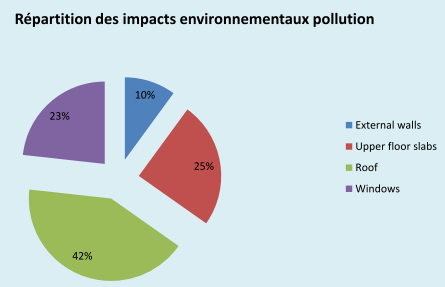 Répartition des impacts environnementaux pollution
10%
23%
25%
42%
External walls
Upper floor slabs
Roof
Windows